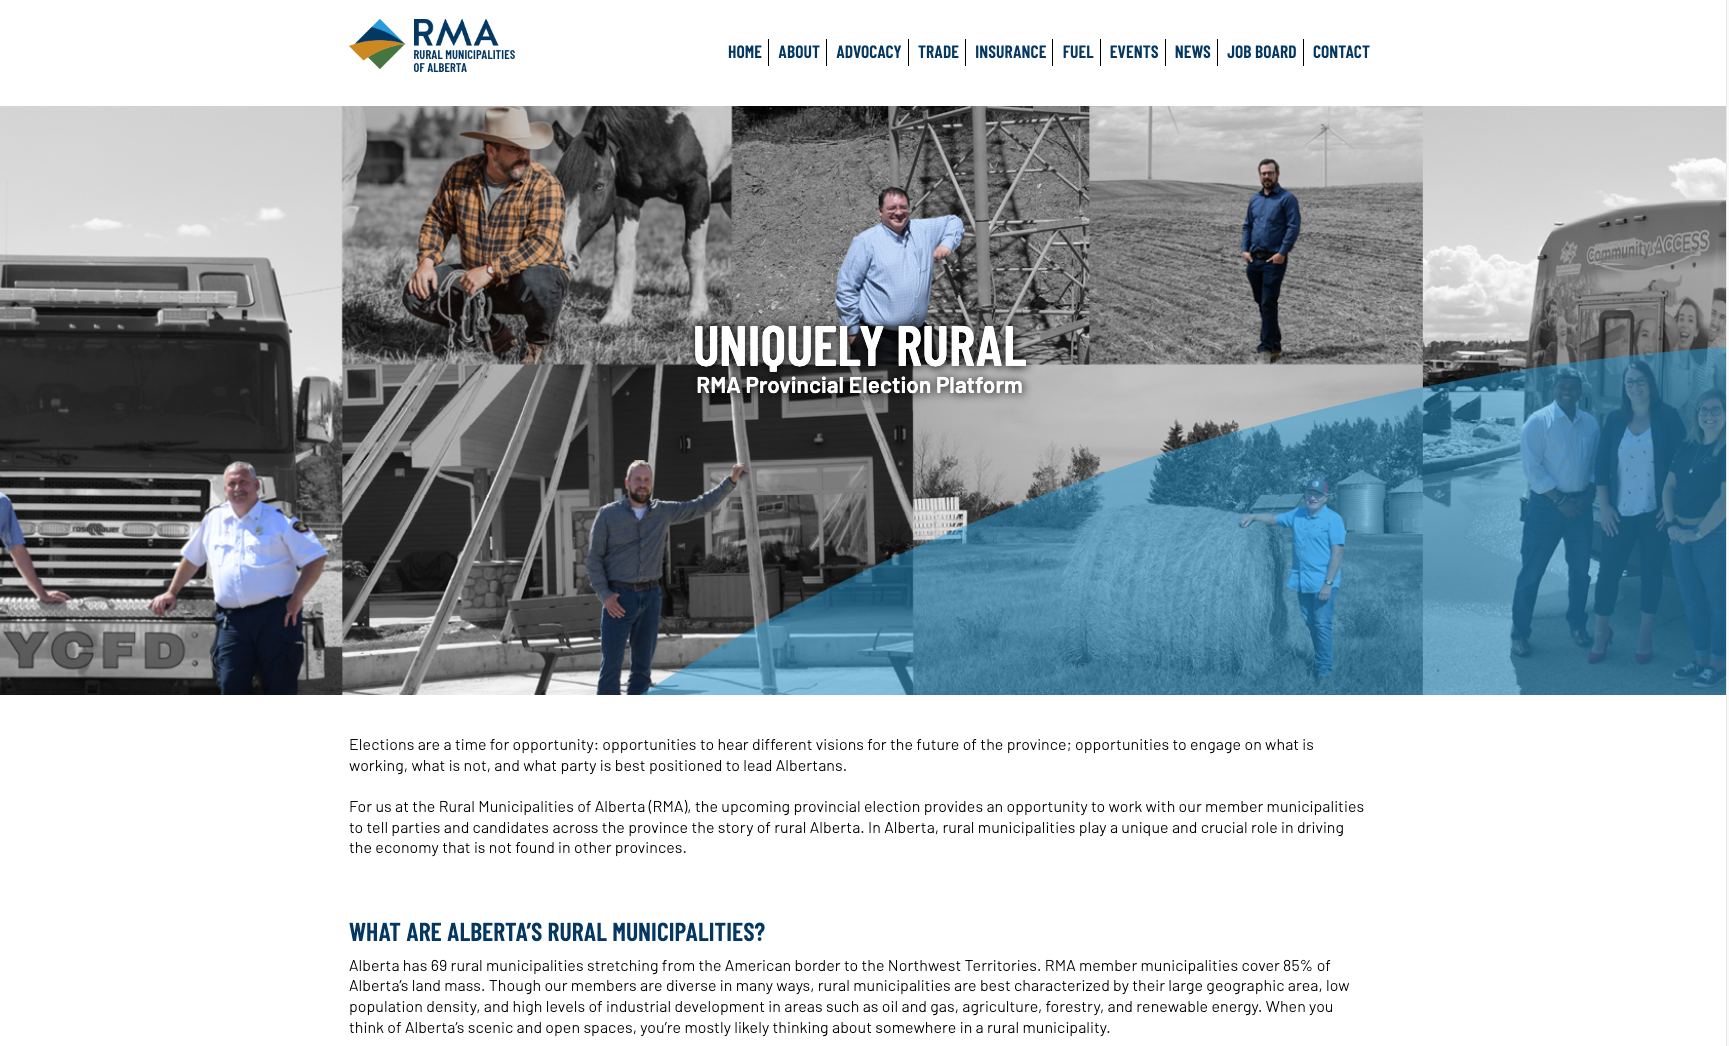 RMA
RURAL MUNICIPALITIES
OF ALBERTA
HOME
ABOUT
ADVOCACY
TRADE
INSURANCE
FUEL
EVENTS
NEWS
JOB BOARD
CONTACT
Community ACCESS
UNIQUELY RURAL
RMA Provincial Election Platform
rosenbauer
YCFD
Elections are a time for opportunity: opportunities to hear different visions for the future of the province; opportunities to engage on what is
working, what is not, and what party is best positioned to lead Albertans.
For us at the Rural Municipalities of Alberta (RMA), the upcoming provincial election provides an opportunity to work with our member municipalities
to tell parties and candidates across the province the story of rural Alberta. In Alberta, rural municipalities play a unique and crucial role in driving
the economy that is not found in other provinces.
WHAT ARE ALBERTA’S RURAL MUNICIPALITIES?
Alberta has 69 rural municipalities stretching from the American border to the Northwest Territories. RMA member municipalities cover 85% of
Alberta’s land mass. Though our members are diverse in many ways, rural municipalities are best characterized by their large geographic area, low
population density, and high levels of industrial development in areas such as oil and gas, agriculture, forestry, and renewable energy. When you
think of Alberta’s scenic and open spaces, you’re mostly likely thinking about somewhere in a rural municipality.